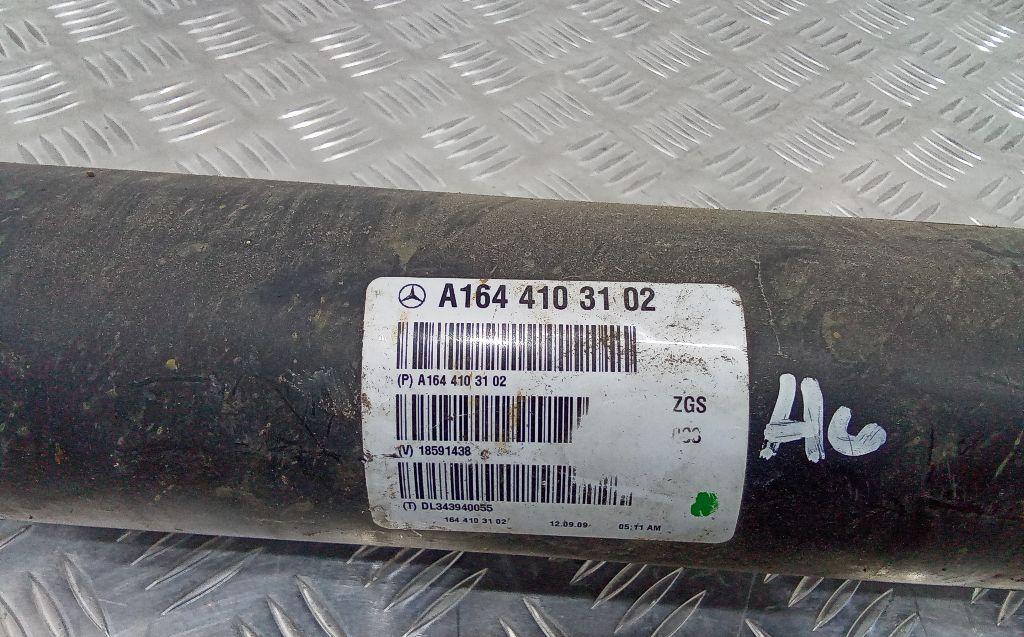 A164 410 31 02
(P) A164 410 31 02
ZGS
(V) 18591438
(T) DL343940055
164 410 31 02 12.09.09 05:11 AM